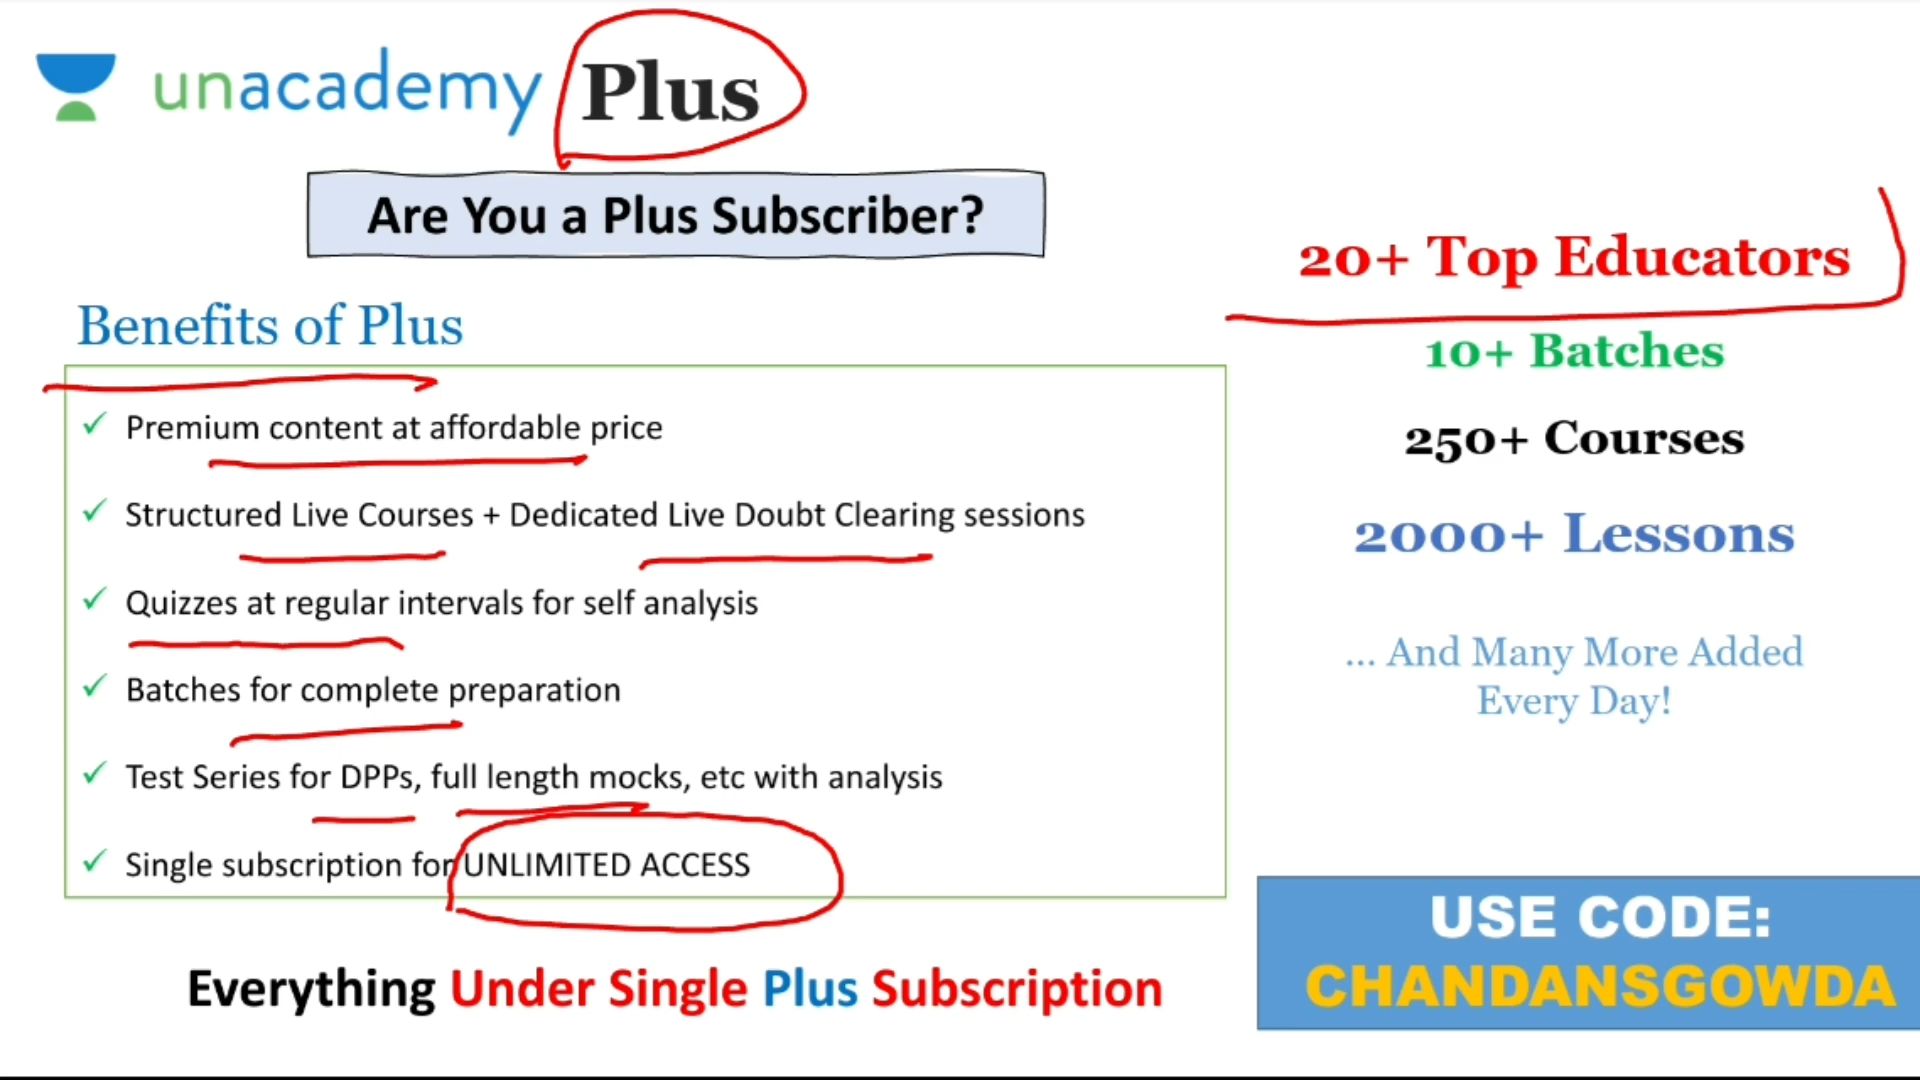 unacademy Plus
Are You a Plus Subscriber?
Benefits of Plus
Premium content at affordable price
Structured Live Courses + Dedicated Live Doubt Clearing sessions
Quizzes at regular intervals for self analysis
Batches for complete preparation
Test Series for DPPs, full length mocks, etc with analysis
Single subscription for UNLIMITED ACCESS
Everything Under Single Plus Subscription
20+ Top Educators
10+ Batches
250+ Courses
2000+ Lessons
... And Many More Added
Every Day!
USE CODE:
CHANDANSGOWDA